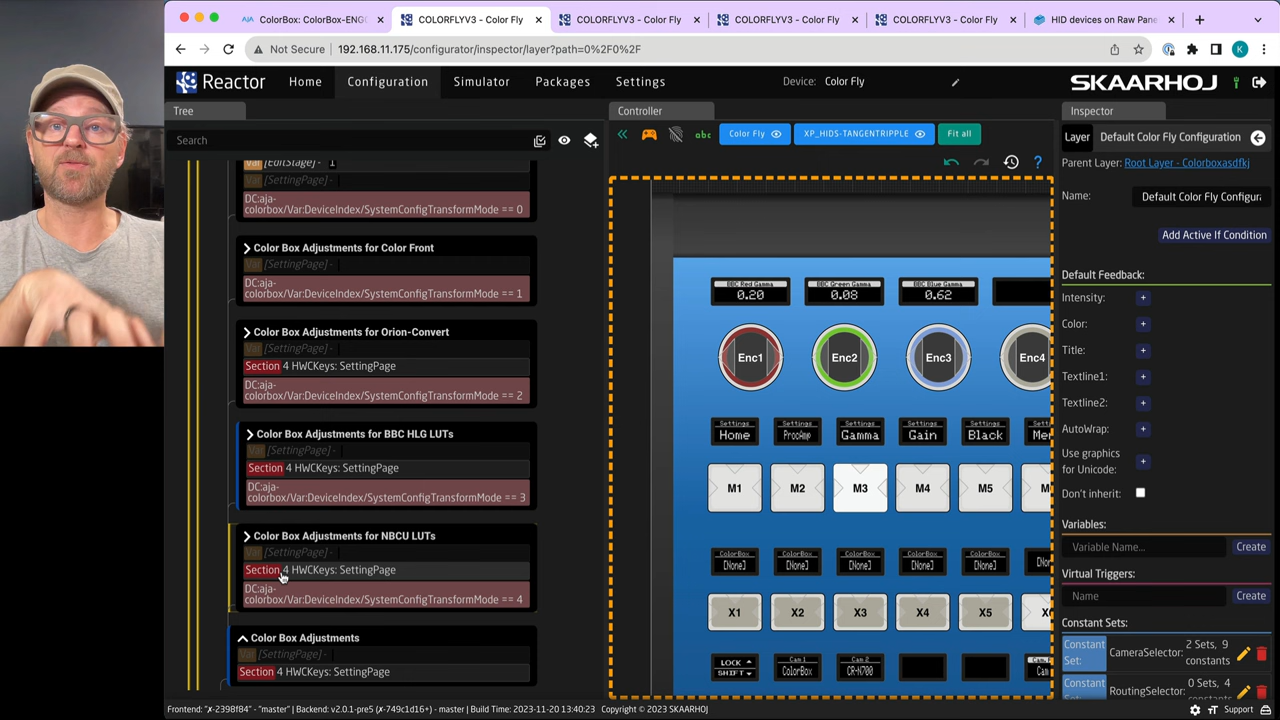 ColorBox: ColorBox-ENG
COLORFLYV3 - Color Fly
COLORFLYV3 - Color Fly
COLORFLYV3 - Color Fly
COLORFLYV3 - Color Fly
HID devices on Raw Pane
Not Secure
192.168.11.175/configurator/inspector/layer?path=0%2F0%2F
K
Reactor
Home
Configuration
Simulator
Packages
Settings
Device:
Color Fly
SKAARHOJ
Tree
Controller
Inspector
Search
abc
Color Fly
XP_HIDS-TANGENTRIPPLE
Fit all
?
Layer
Default Color Fly Configuration
Parent Layer: Root Layer - Colorboxasdfkj
Name:
Default Color Fly Configura
Add Active If Condition
Default Feedback:
Intensity: +
Color: +
Title: +
Textline1: +
Textline2: +
AutoWrap: +
Use graphics
for Unicode: +
Don't inherit:
Variables:
Variable Name...
Create
Virtual Triggers:
Name
Create
Constant Sets:
Constant
Set:
CameraSelector:
2 Sets, 9
constants
Constant
Set:
RoutingSelector:
0 Sets, 4
constants
Var [EditStage]- 1
Var [SettingPage]-
DC:aja-
colorbox/Var:DeviceIndex/SystemConfigTransformMode == 0
Color Box Adjustments for Color Front
Var [SettingPage]-
DC:aja-
colorbox/Var:DeviceIndex/SystemConfigTransformMode == 1
Color Box Adjustments for Orion-Convert
Var [SettingPage]-
Section 4 HWCKeys: SettingPage
DC:aja-
colorbox/Var:DeviceIndex/SystemConfigTransformMode == 2
Color Box Adjustments for BBC HLG LUTs
Var [SettingPage]-
Section 4 HWCKeys: SettingPage
DC:aja-
colorbox/Var:DeviceIndex/SystemConfigTransformMode == 3
Color Box Adjustments for NBCU LUTs
Var [SettingPage]-
Section 4 HWCKeys: SettingPage
DC:aja-
colorbox/Var:DeviceIndex/SystemConfigTransformMode == 4
Color Box Adjustments
Var [SettingPage]-
Section 4 HWCKeys: SettingPage
BBC Red Gamma
0.20
BBC Green Gamma
0.08
BBC Blue Gamma
0.62
Enc1
Enc2
Enc3
Enc4
Settings
Home
Settings
ProcAmp
Settings
Gamma
Settings
Gain
Settings
Black
M1
M2
M3
M4
M5
ColorBox
[None]
ColorBox
[None]
ColorBox
[None]
ColorBox
[None]
ColorBox
[None]
X1
X2
X3
X4
X5
LOCK
SHIFT
Cam 1
ColorBox
Cam 2
CR-N700
Frontend: "✗-2398f84" - "master" | Backend: v2.0.1-pre5 (✗-749c1d16+) - master | Build Time: 2023-11-20 13:40:23 Copyright © 2023 SKAARHOJ
Support